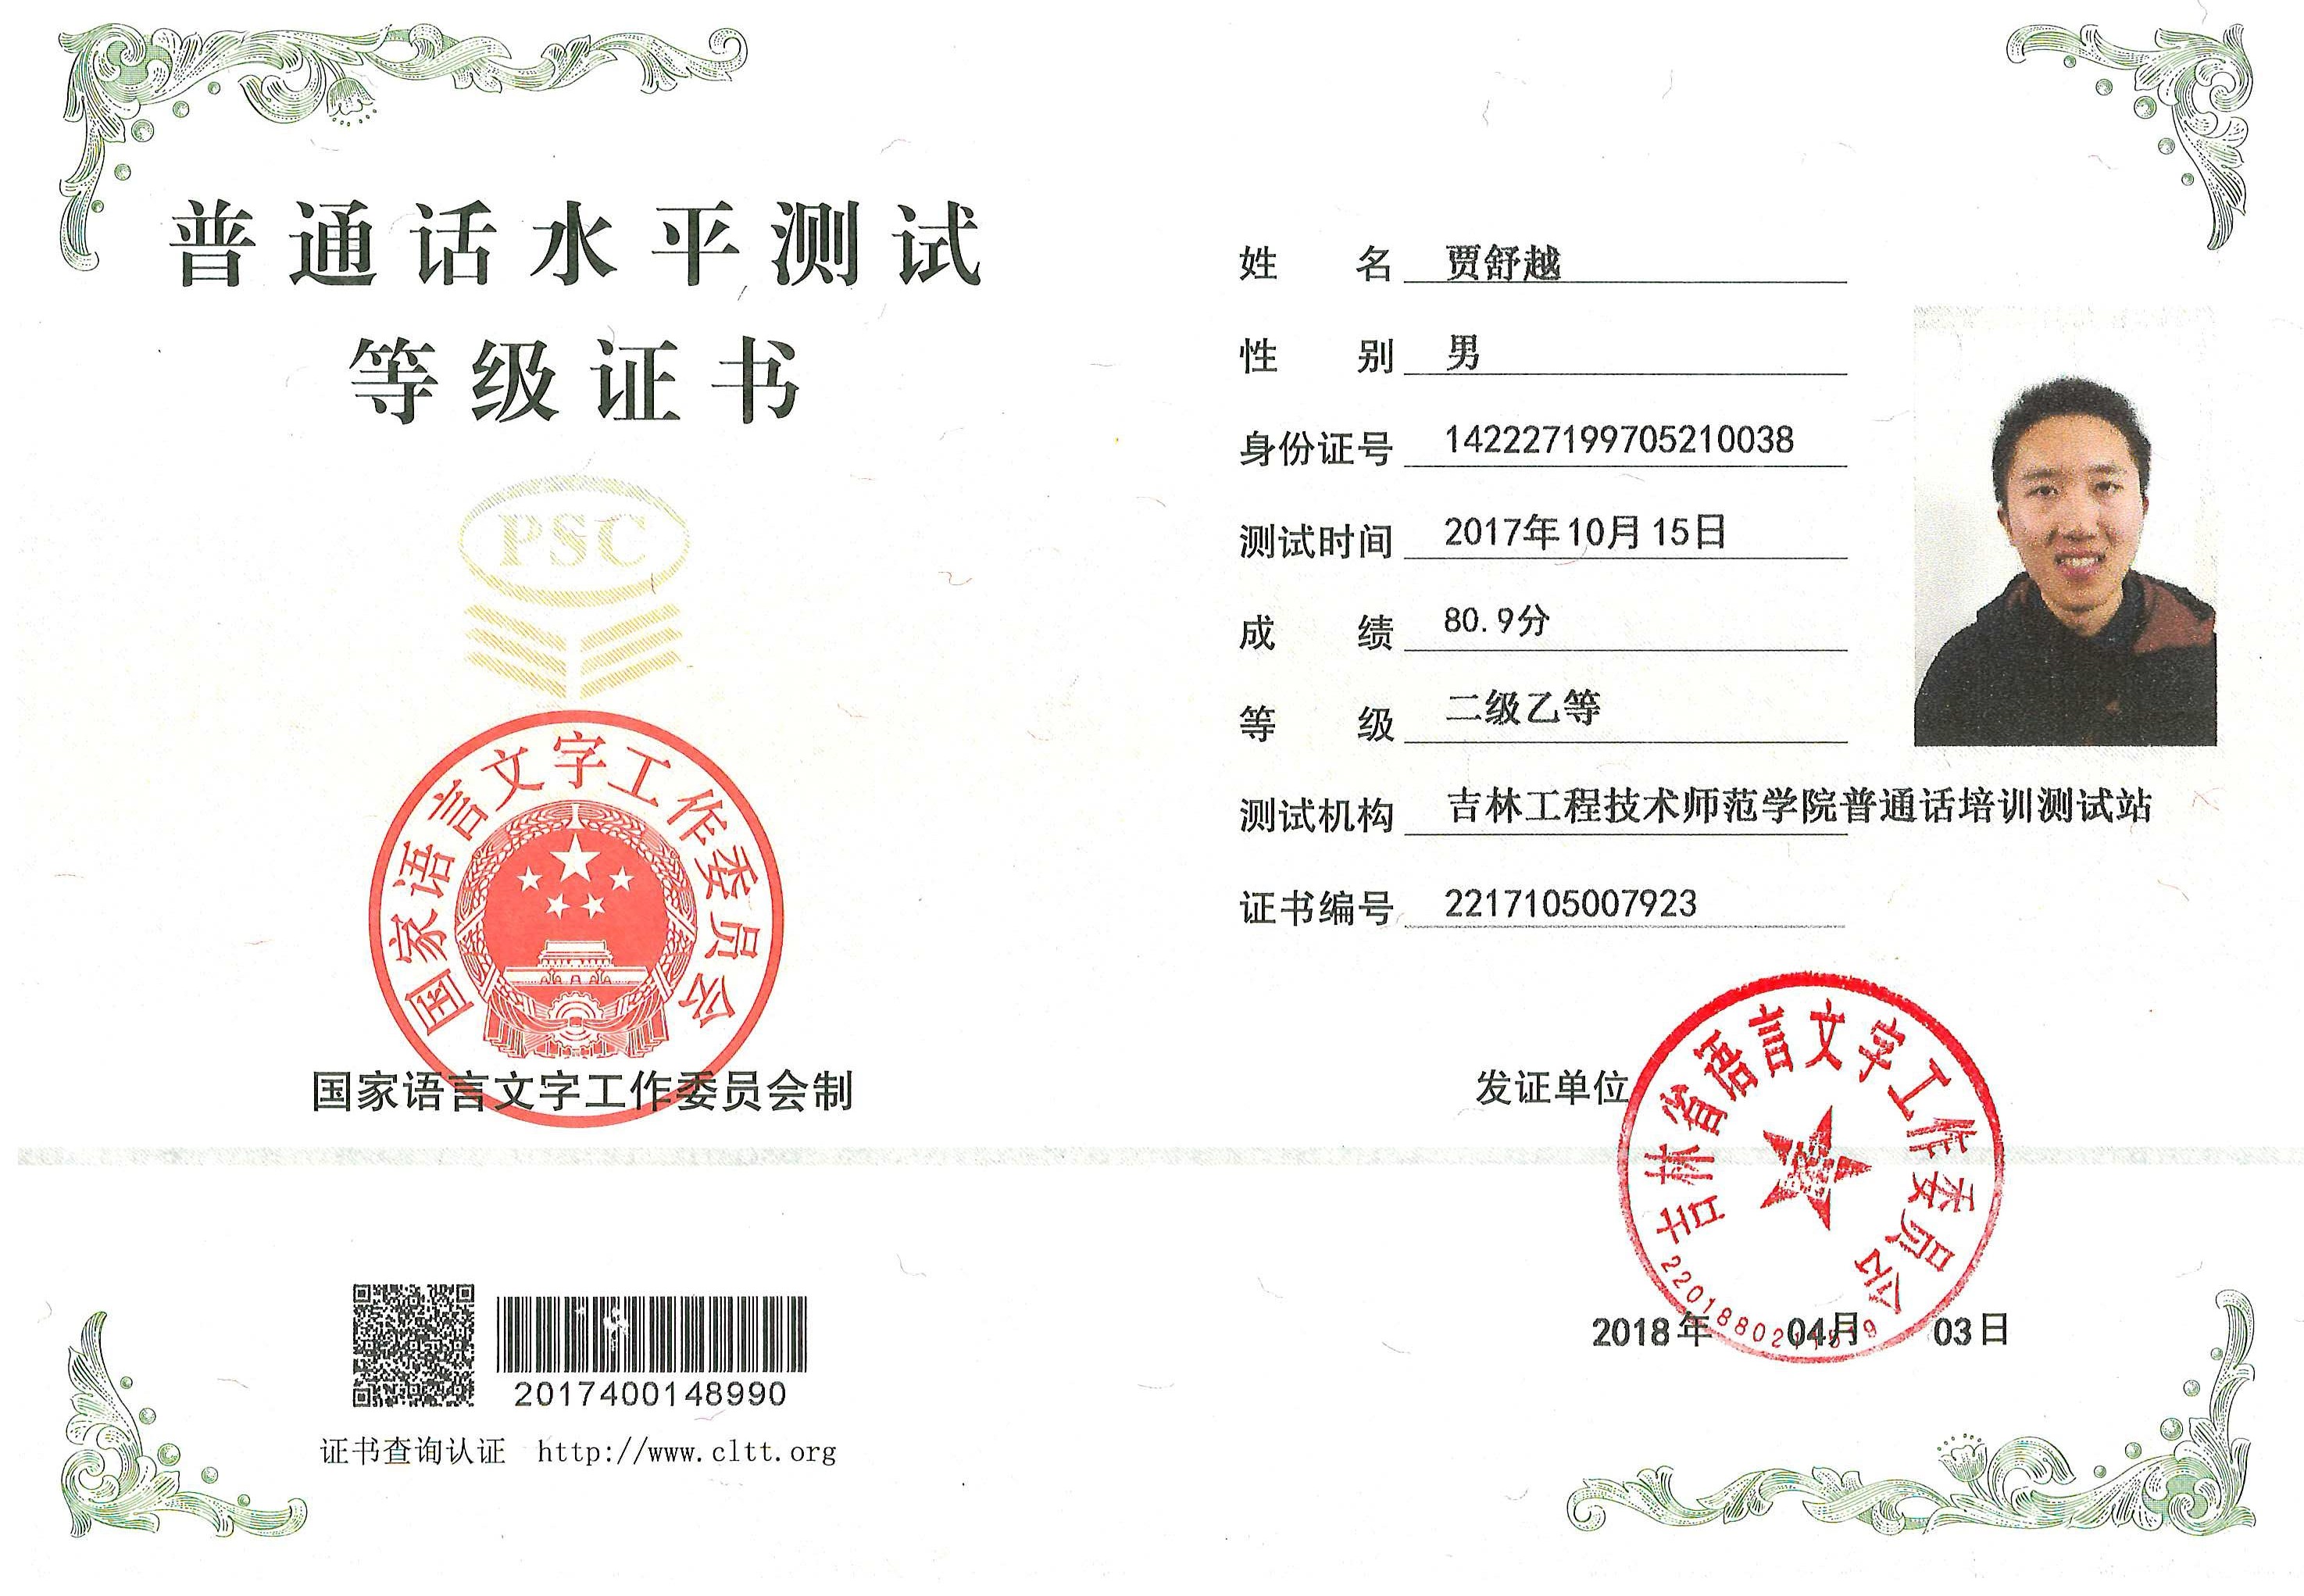 普通话水平测试
等级证书
PSC
国家语言文字工作委员会
国家语言文字工作委员会制
2017400148990
证书查询认证 http://www.cltt.org
姓 名 贾舒越
性 别 男
身份证号 142227199705210038
测试时间 2017年10月15日
成 绩 80.9分
等 级 二级乙等
测试机构 吉林工程技术师范学院普通话培训测试站
证书编号 2217105007923
发证单位
吉林省语言文字工作委员会
2018年 04月 03日